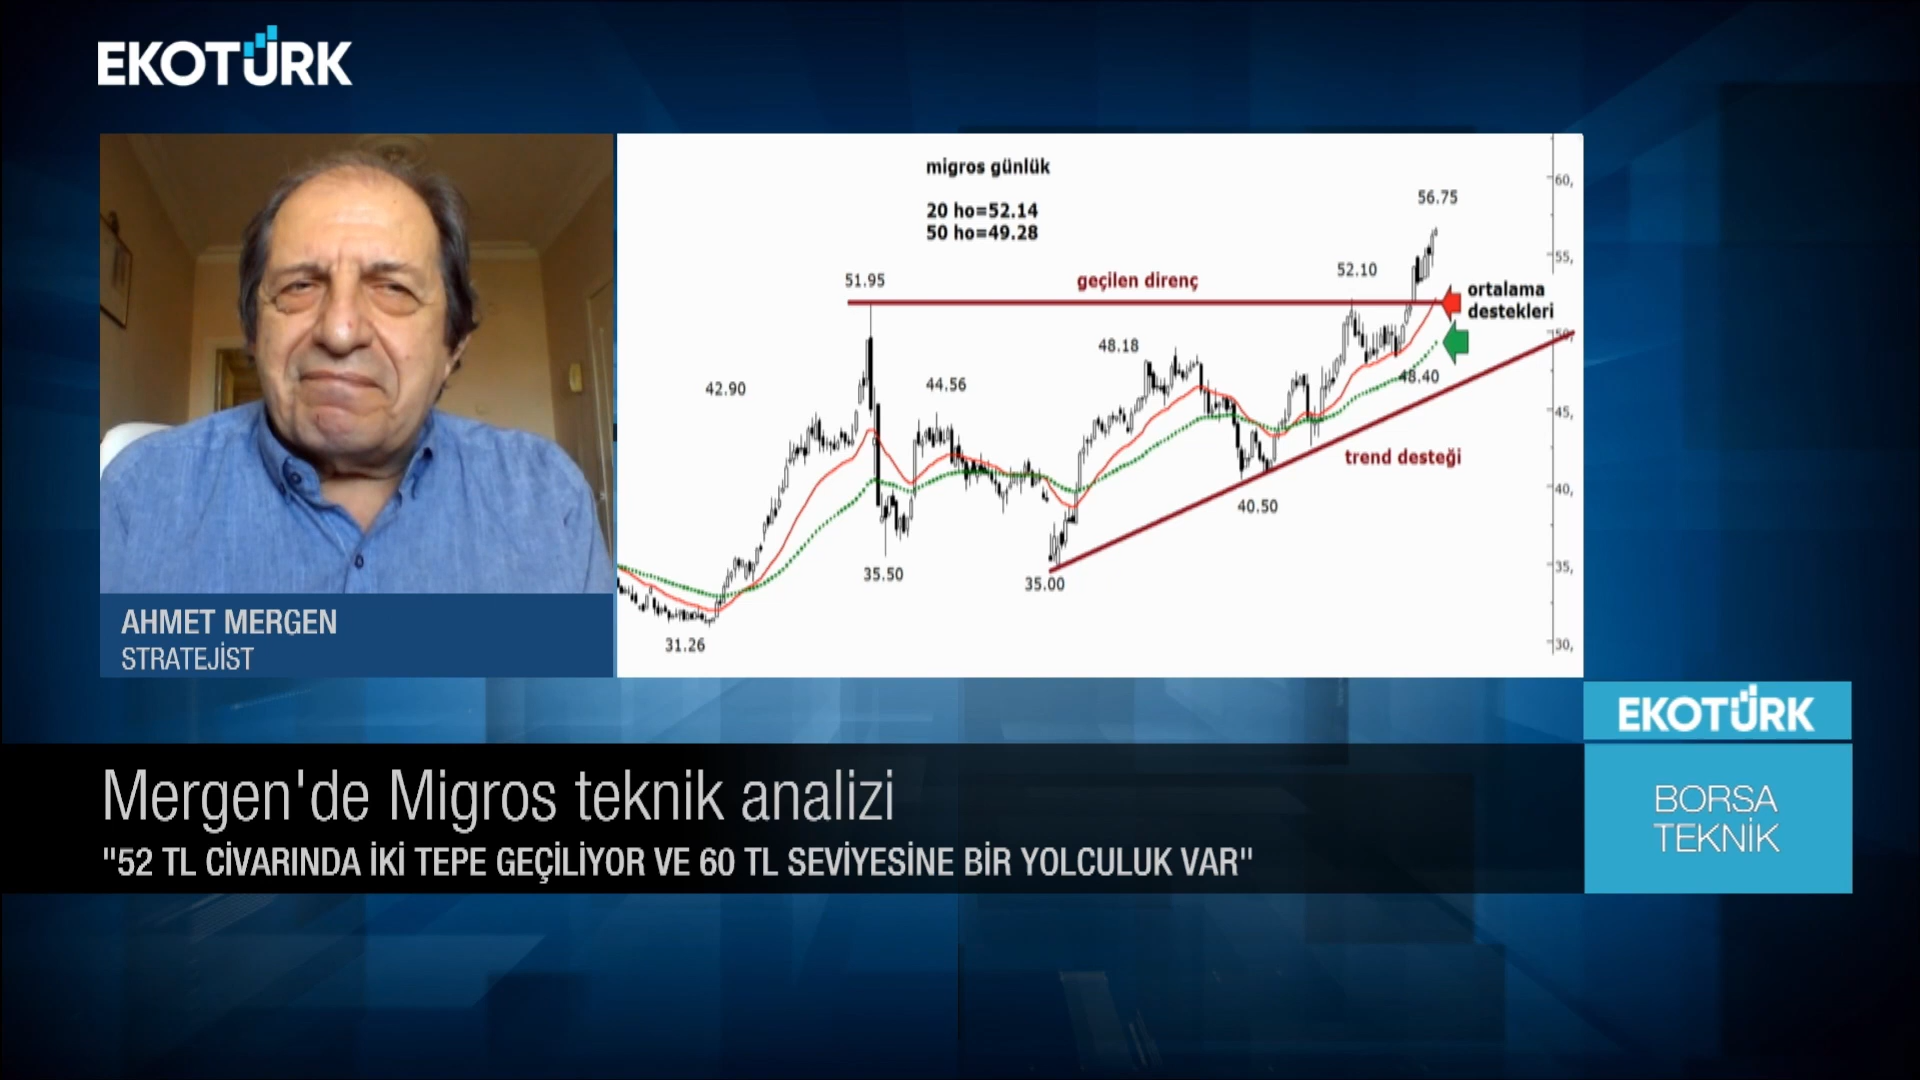 EKOTÜRK
migros günlük
20 ho=52.14
50 ho=49.28
56.75
60,
55,
51.95
geçilen direnç
52.10
ortalama
destekleri
50,
48.18
42.90
44.56
48.40
45,
trend desteği
40,
40.50
35.50
35.00
35,
31.26
30,
AHMET MERGEN
STRATEJİST
EKOTÜRK
Mergen'de Migros teknik analizi
"52 TL CİVARINDA İKİ TEPE GEÇİLİYOR VE 60 TL SEVİYESİNE BİR YOLCULUK VAR"
BORSA
TEKNİK